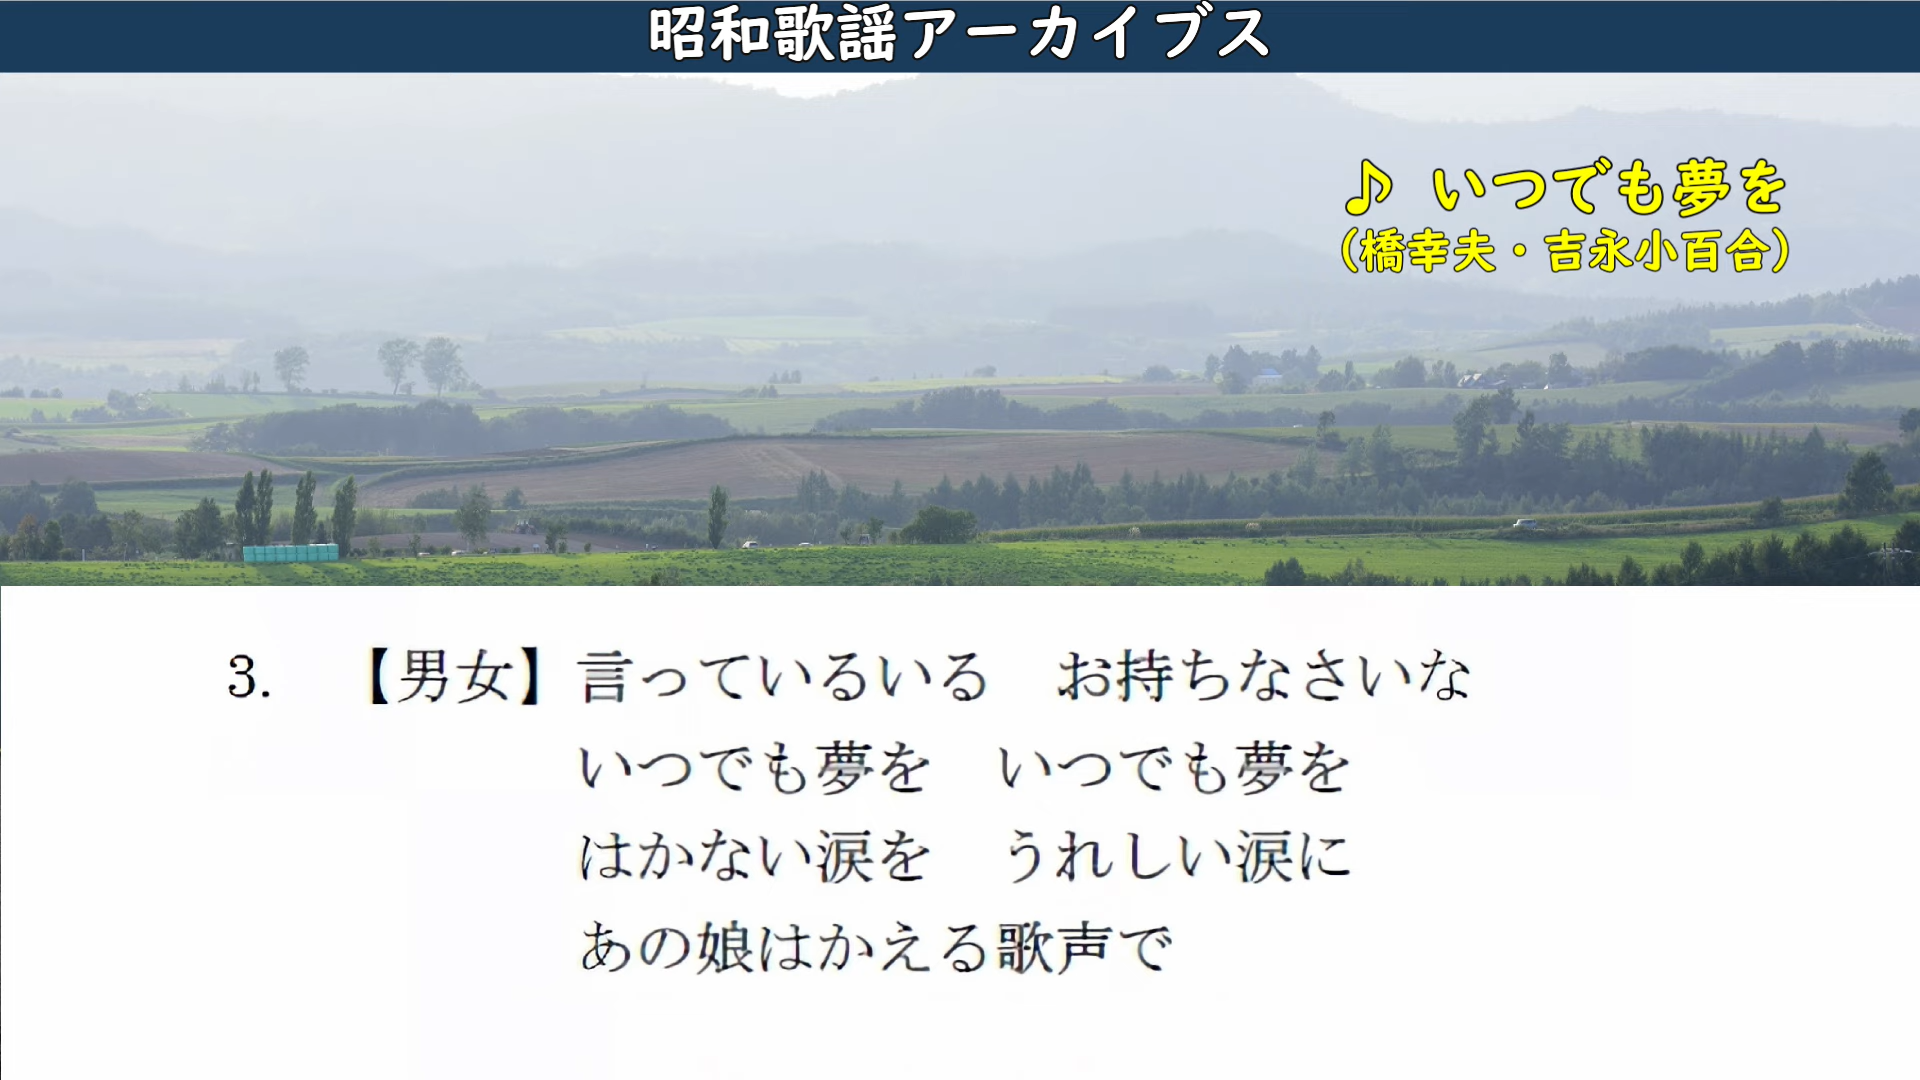 昭和歌謡アーカイブス
♪ いつでも夢を
（橋幸夫・吉永小百合）
3. 【男女】言っているいる　お持ちなさいな
いつでも夢を　いつでも夢を
はかない涙を　うれしい涙に
あの娘はかえる歌声で